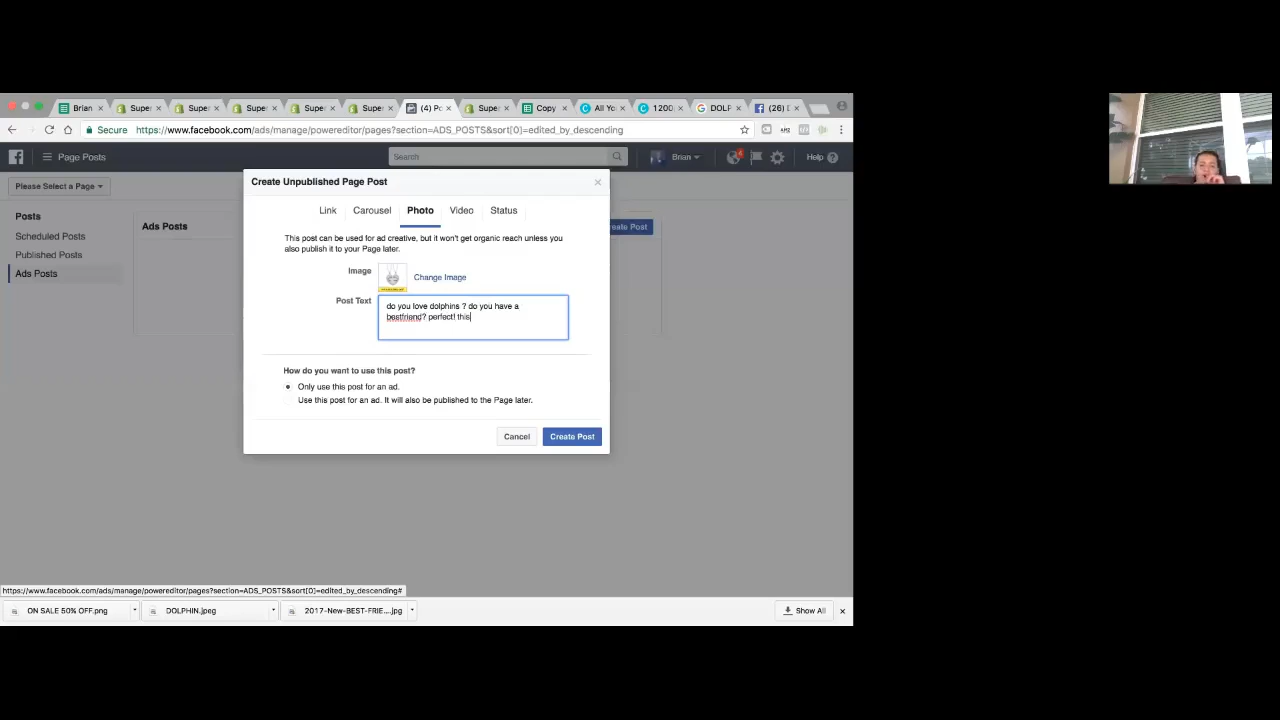 Brian
Super
Super
Super
Super
Super
(4) Po
Super
Copy
All Yo
1200
DOLP
(26) D
Secure
https://www.facebook.com/ads/manage/powereditor/pages?section=ADS_POSTS&sort[0]=edited_by_descending
Page Posts
Search
Brian
Help
Please Select a Page
Posts
Scheduled Posts
Published Posts
Ads Posts
Ads Posts
eate Post
Create Unpublished Page Post
Link
Carousel
Photo
Video
Status
This post can be used for ad creative, but it won't get organic reach unless you
also publish it to your Page later.
Image
Change Image
Post Text
do you love dolphins ? do you have a
bestfriend? perfect! this
How do you want to use this post?
Only use this post for an ad.
Use this post for an ad. It will also be published to the Page later.
Cancel
Create Post
https://www.facebook.com/ads/manage/powereditor/pages?section=ADS_POSTS&sort[0]=edited_by_descending#
ON SALE 50% OFF.png
DOLPHIN.jpeg
2017-New-BEST-FRIE....jpg
Show All